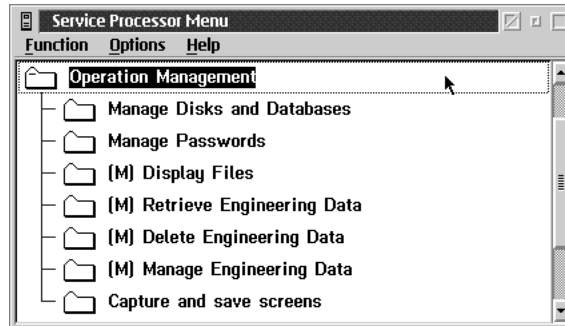 Service Processor Menu
Function Options Help
Operation Management
Manage Disks and Databases
Manage Passwords
(M) Display Files
(M) Retrieve Engineering Data
(M) Delete Engineering Data
(M) Manage Engineering Data
Capture and save screens